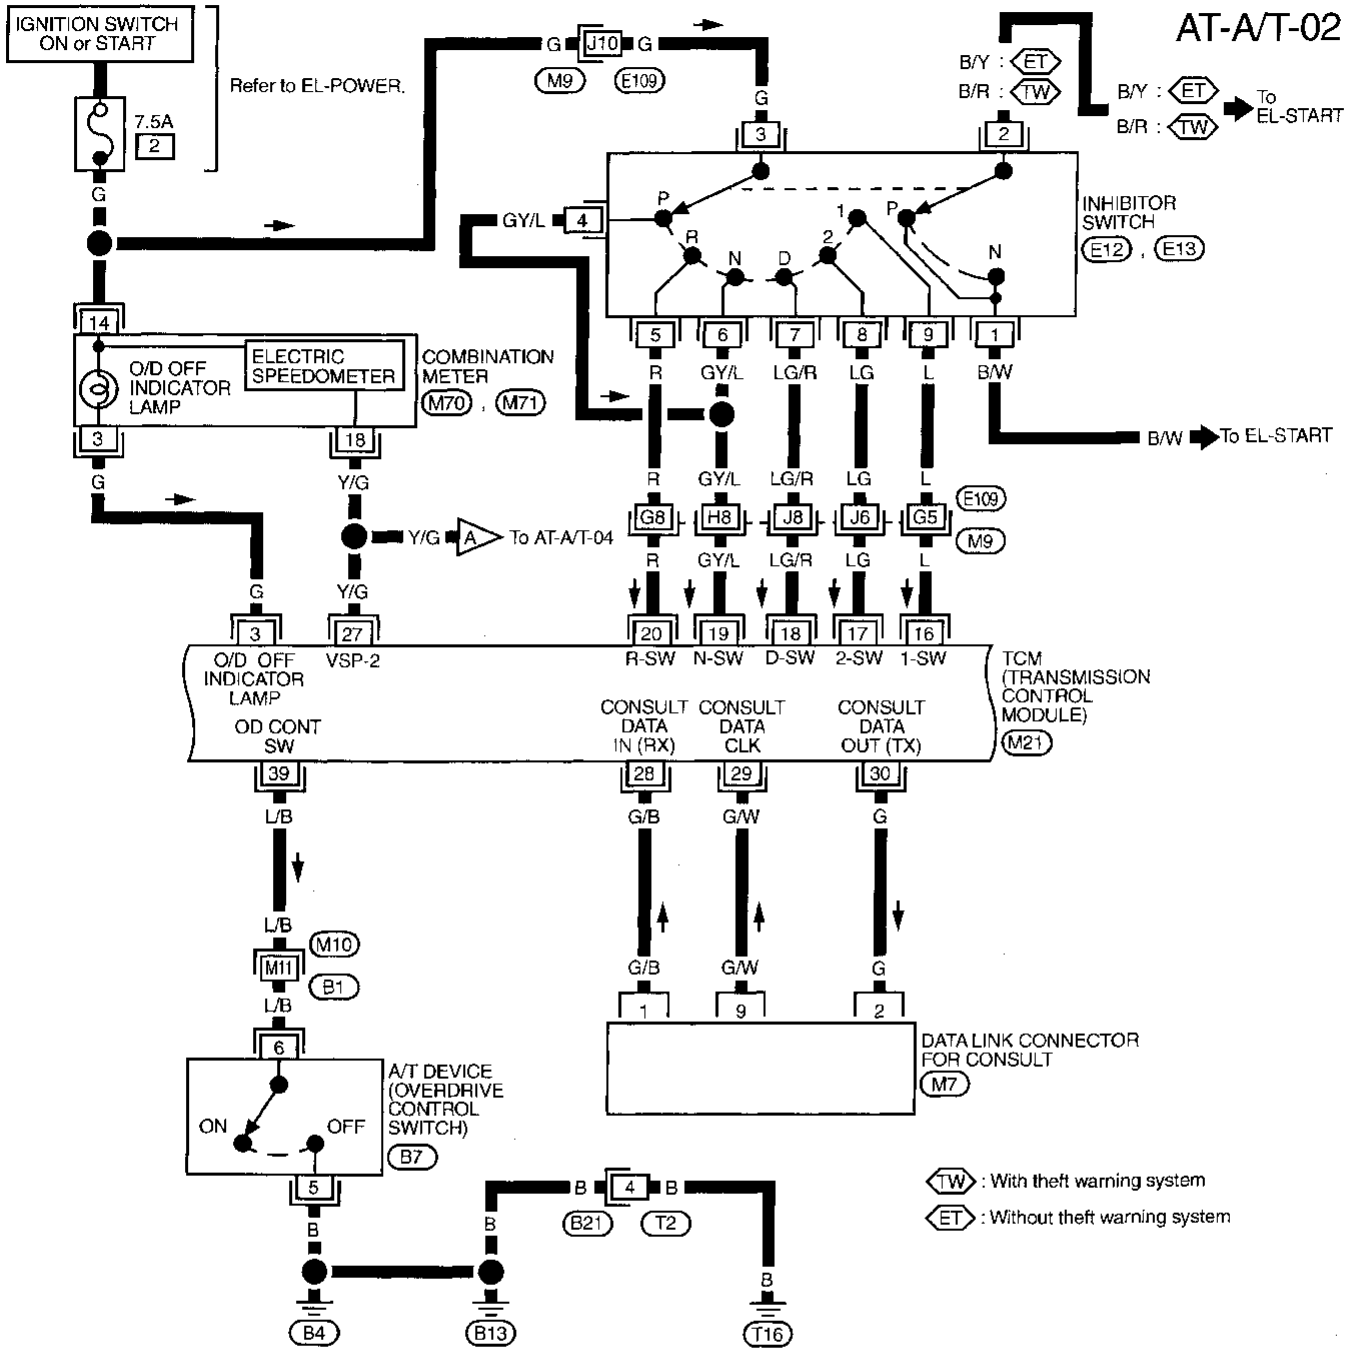 AT-A/T-02
IGNITION SWITCH
ON or START
Refer to EL-POWER.
7.5A
2
G
G
J10
G
M9
E109
G
3
B/Y : ET
B/R : TW
2
B/Y : ET
B/R : TW
To
EL-START
INHIBITOR
SWITCH
E12 , E13
GY/L
4
P
R
N
D
2
1
P
N
5
6
7
8
9
1
R
GY/L
LG/R
LG
L
B/W
B/W
To EL-START
14
O/D OFF
INDICATOR
LAMP
ELECTRIC
SPEEDOMETER
COMBINATION
METER
M70 , M71
3
18
G
Y/G
Y/G
A
To AT-A/T-04
G
Y/G
R
GY/L
LG/R
LG
L
G8
H8
J8
J6
G5
E109
M9
R
GY/L
LG/R
LG
L
3
27
20
19
18
17
16
O/D OFF
INDICATOR
LAMP
VSP-2
R-SW
N-SW
D-SW
2-SW
1-SW
TCM
(TRANSMISSION
CONTROL
MODULE)
M21
OD CONT
SW
CONSULT
DATA
IN (RX)
CONSULT
DATA
CLK
CONSULT
DATA
OUT (TX)
39
28
29
30
L/B
G/B
G/W
G
L/B
M11
M10
B1
L/B
G/B
G/W
G
1
9
2
DATA LINK CONNECTOR
FOR CONSULT
M7
6
ON
OFF
A/T DEVICE
(OVERDRIVE
CONTROL
SWITCH)
B7
5
B
B
B
4
B
B21
T2
B
B4
B13
T16
TW : With theft warning system
ET : Without theft warning system